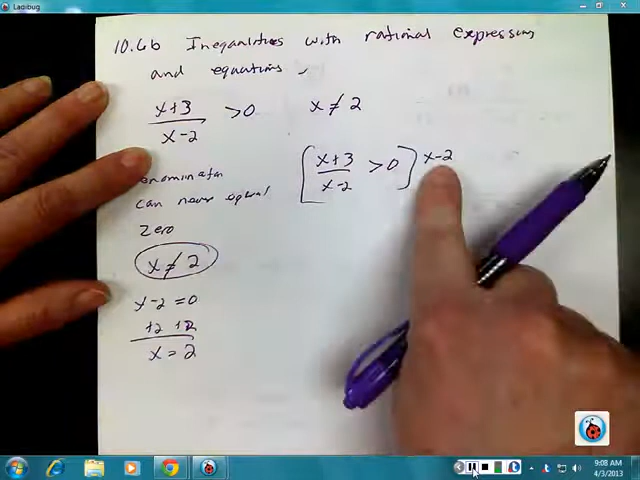 Ladibug
10.6b Inequalities with rational expressions
and equations,
x+3 / x-2 > 0 x ≠ 2
[ x+3 / x-2 > 0 ] x-2
enominator
can never equal
Zero
x ≠ 2
x-2 = 0
+2 +2
x = 2
9:08 AM
4/3/2013